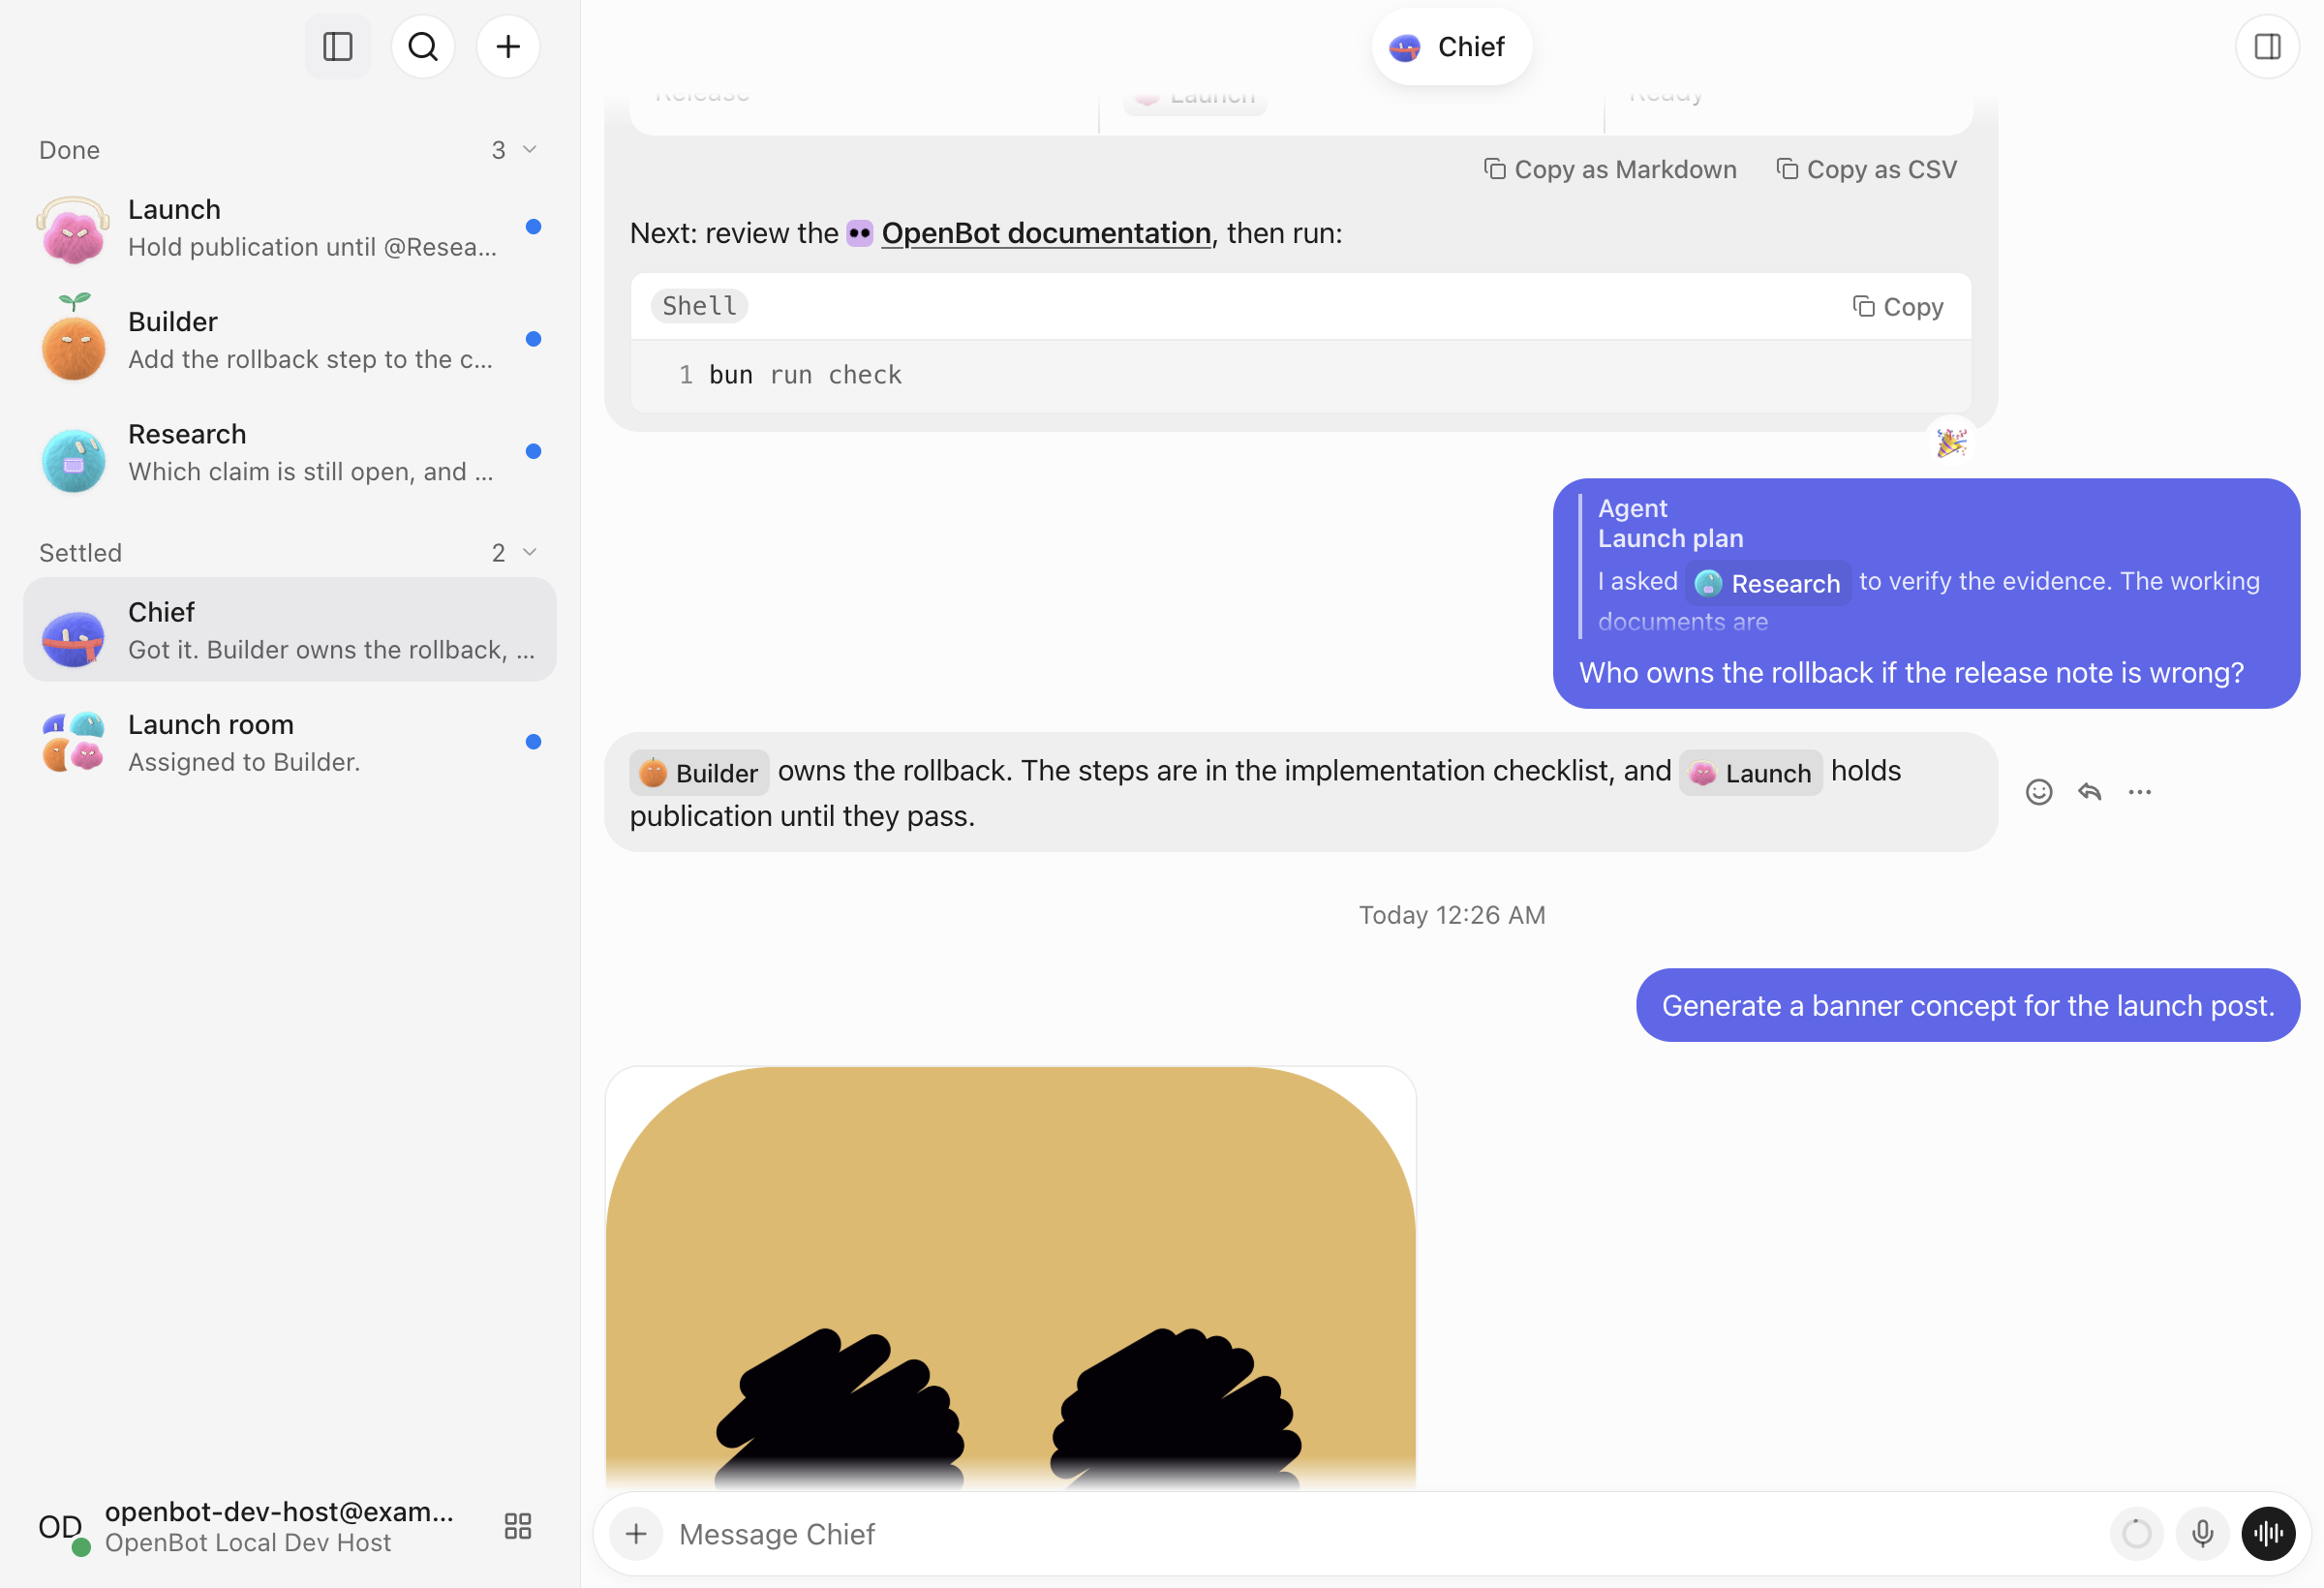 Done 3
Launch
Hold publication until @Resea...
Builder
Add the rollback step to the c...
Research
Which claim is still open, and ...
Settled 2
Chief
Got it. Builder owns the rollback, ...
Launch room
Assigned to Builder.
OD
openbot-dev-host@exam...
OpenBot Local Dev Host
Chief
Release Launch Ready
Copy as Markdown Copy as CSV
Next: review the OpenBot documentation, then run:
Shell Copy
1 bun run check
Agent
Launch plan
I asked Research to verify the evidence. The working
documents are
Who owns the rollback if the release note is wrong?
Builder owns the rollback. The steps are in the implementation checklist, and Launch holds
publication until they pass.
Today 12:26 AM
Generate a banner concept for the launch post.
Message Chief